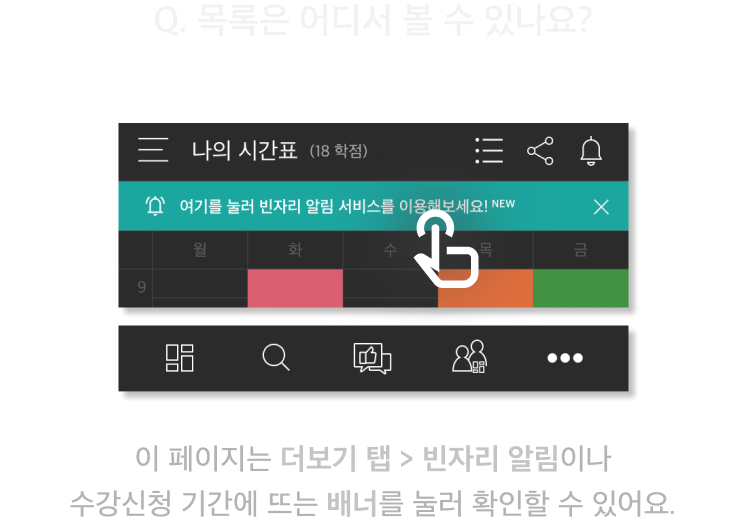 Q. 목록은 어디서 볼 수 있나요?
나의 시간표 (18 학점)
여기를 눌러 빈자리 알림 서비스를 이용해보세요! NEW
월 화 수 목 금
9
이 페이지는 더보기 탭 > 빈자리 알림이나
수강신청 기간에 뜨는 배너를 눌러 확인할 수 있어요.